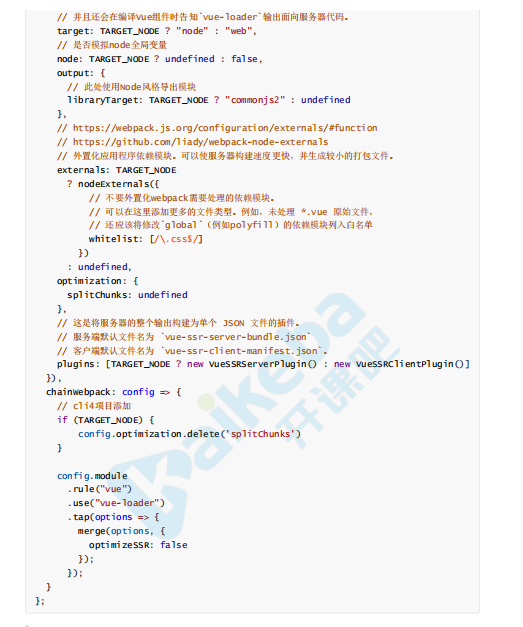 // 并且还会在编译Vue组件时告知`vue-loader`输出面向服务器代码。
target: TARGET_NODE ? "node" : "web",
// 是否模拟node全局变量
node: TARGET_NODE ? undefined : false,
output: {
// 此处使用Node风格导出模块
libraryTarget: TARGET_NODE ? "commonjs2" : undefined
},
// https://webpack.js.org/configuration/externals/#function
// https://github.com/liady/webpack-node-externals
// 外置化应用程序依赖模块。可以使服务器构建速度更快，并生成较小的打包文件。
externals: TARGET_NODE
? nodeExternals({
// 不要外置化webpack需要处理的依赖模块。
// 可以在这里添加更多的文件类型。例如，未处理 *.vue 原始文件，
// 还应该将修改`global`（例如polyfill）的依赖模块列入白名单
whitelist: [/\.css$/]
})
: undefined,
optimization: {
splitChunks: undefined
},
// 这是将服务器的整个输出构建为单个 JSON 文件的插件。
// 服务端默认文件名为 `vue-ssr-server-bundle.json`
// 客户端默认文件名为 `vue-ssr-client-manifest.json`。
plugins: [TARGET_NODE ? new VueSSRServerPlugin() : new VueSSRClientPlugin()]
}),
chainWebpack: config => {
// cli4项目添加
if (TARGET_NODE) {
config.optimization.delete('splitChunks')
}
config.module
.rule("vue")
.use("vue-loader")
.tap(options => {
merge(options, {
optimizeSSR: false
});
});
}
};
Kaikeba
开课吧